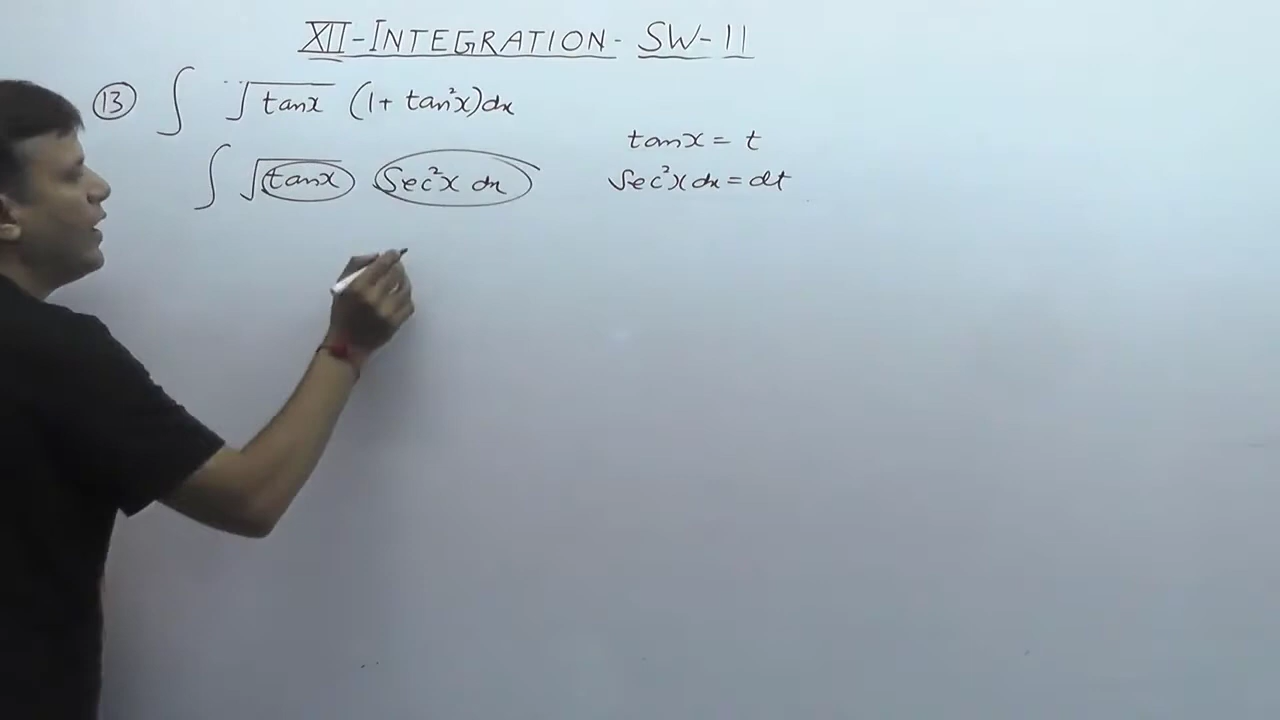 XII-INTEGRATION- SW-11
(13) ∫ √tanx (1+ tan²x)dx
tanx = t
∫ √tanx Sec²x dx
Sec²x dx = dt